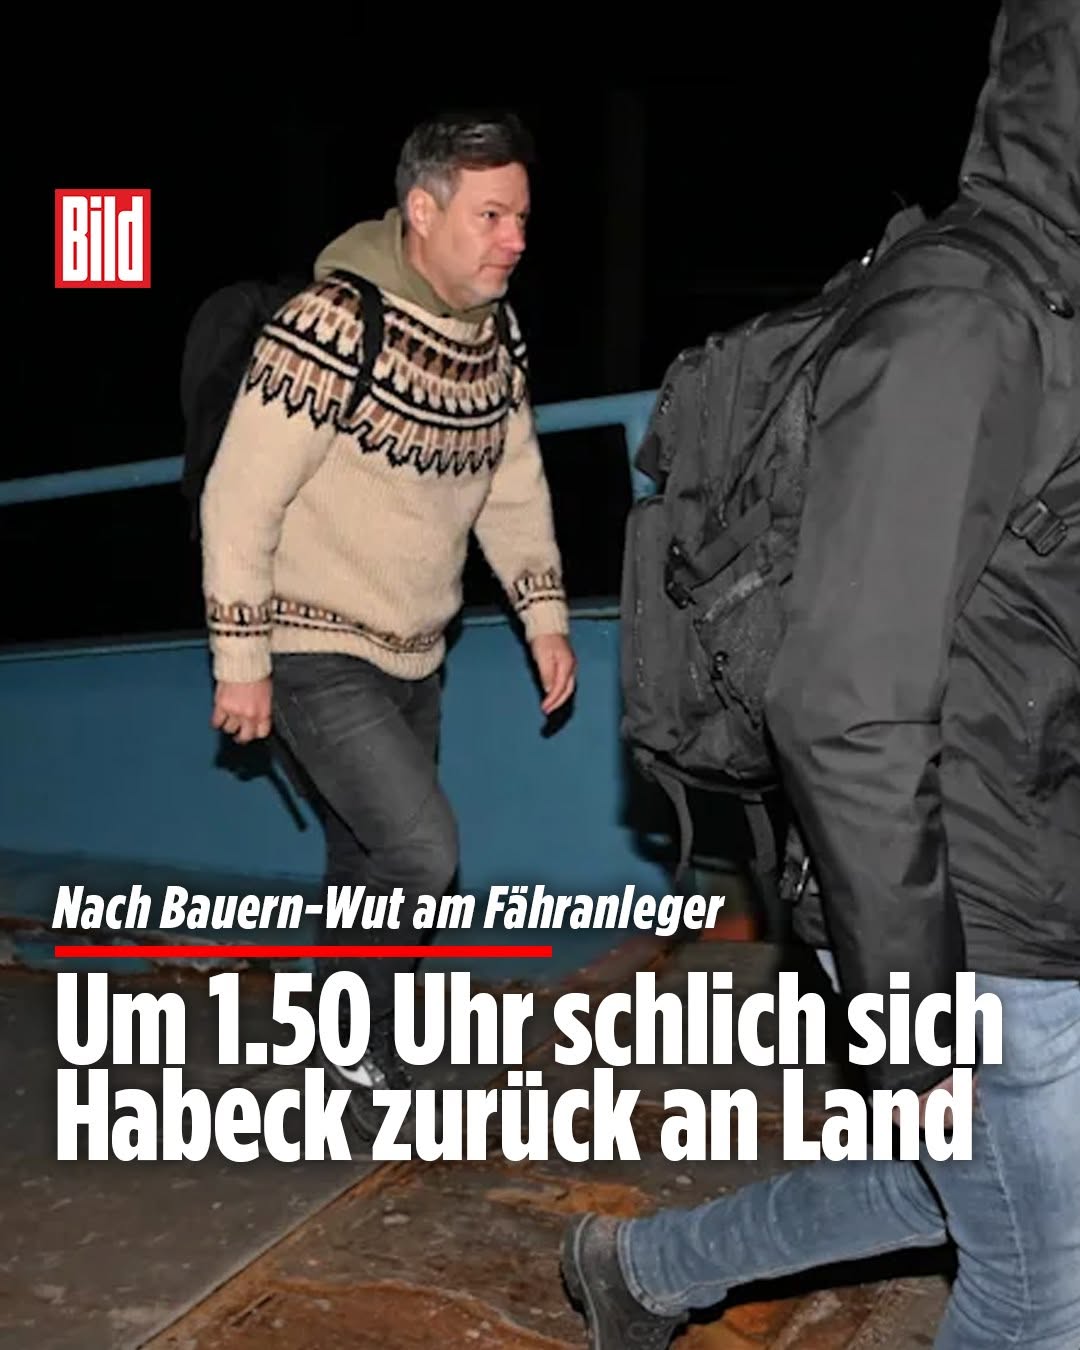 Bild
Nach Bauern-Wut am Fähranleger
Um 1.50 Uhr schlich sich
Habeck zurück an Land